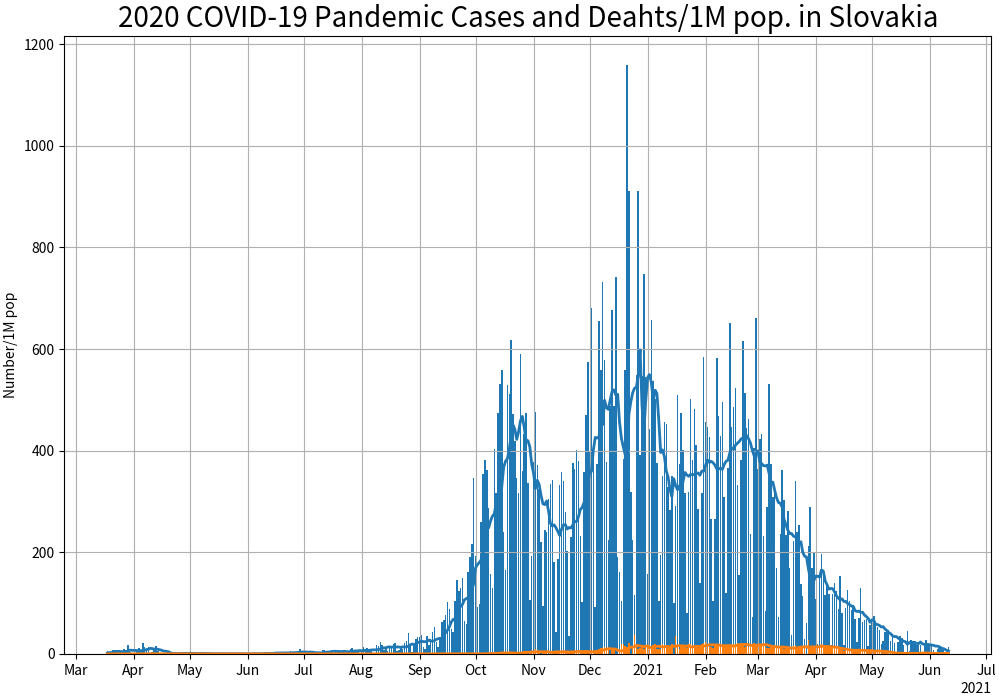 2020 COVID-19 Pandemic Cases and Deahts/1M pop. in Slovakia
1200
1000
800
600
400
200
0
Number/1M pop
Mar Apr May Jun Jul Aug Sep Oct Nov Dec 2021 Feb Mar Apr May Jun Jul
2021